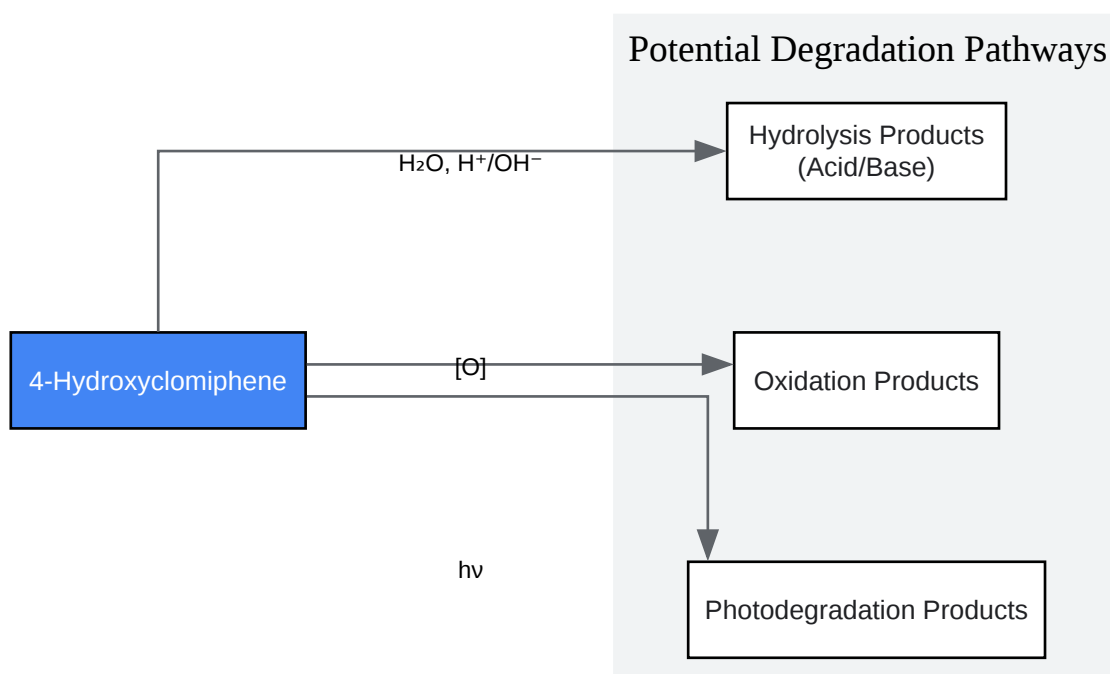 Potential Degradation Pathways
Hydrolysis Products
(Acid/Base)
H₂O, H⁺/OH⁻
4-Hydroxyclomiphene
[O]
Oxidation Products
hν
Photodegradation Products